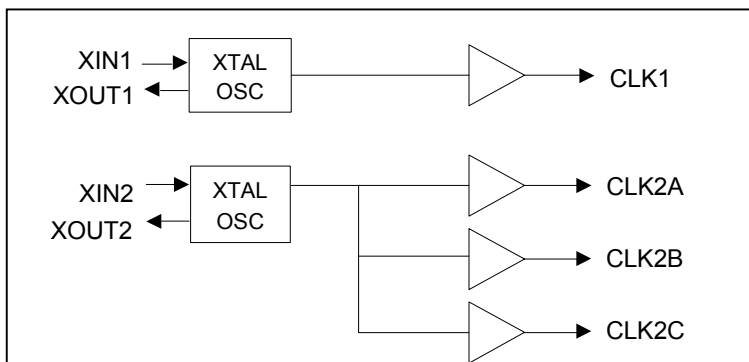 XIN1
XOUT1
XTAL
OSC
CLK1
XIN2
XOUT2
XTAL
OSC
CLK2A
CLK2B
CLK2C